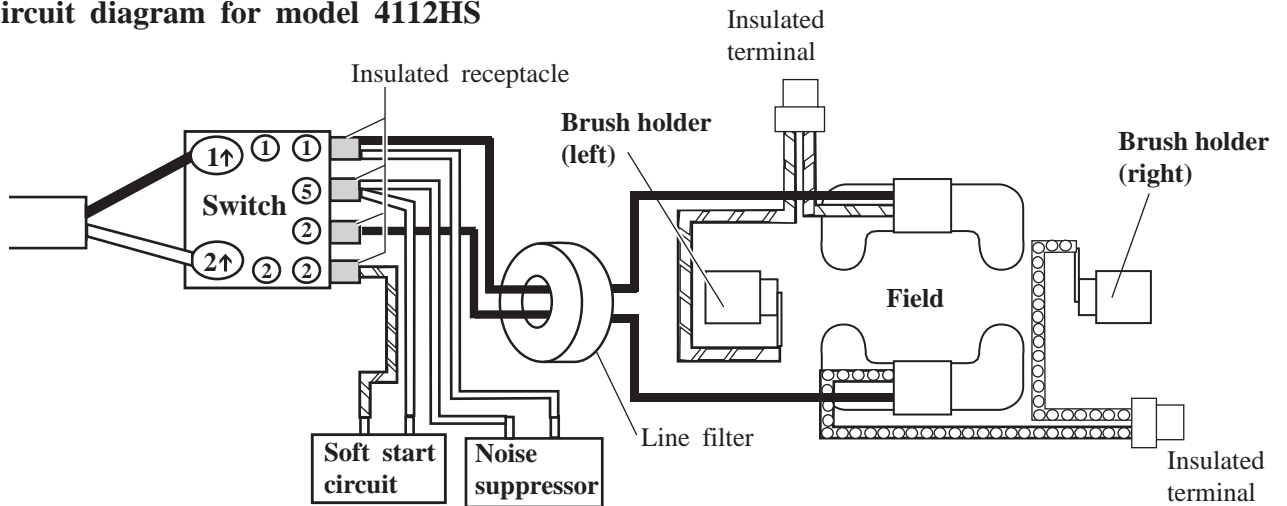 ircuit diagram for model 4112HS
Insulated
terminal
Insulated receptacle
Brush holder
(left)
Brush holder
(right)
1↑
1
1
5
Switch
2
2↑
2
2
Field
Line filter
Soft start
circuit
Noise
suppressor
Insulated
terminal